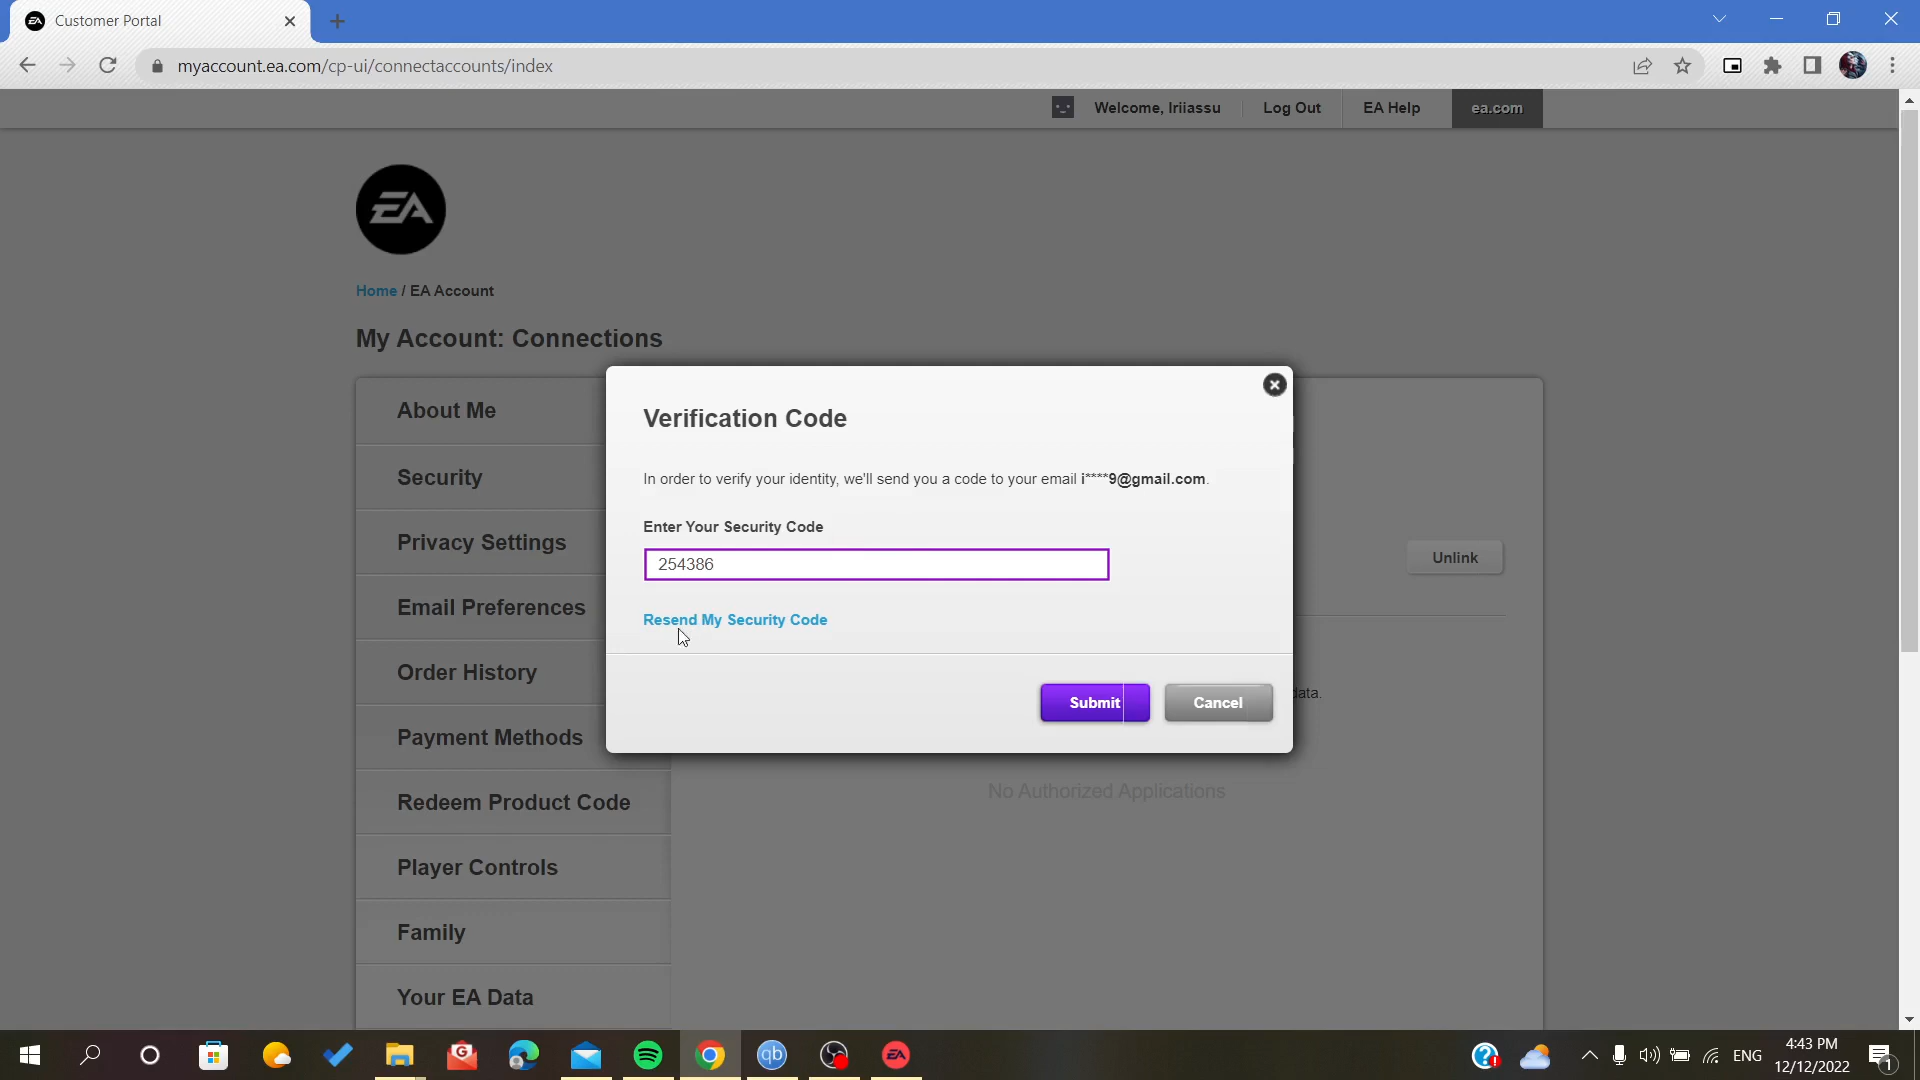 Customer Portal
myaccount.ea.com/cp-ui/connectaccounts/index
Welcome, Iriiassu
Log Out
EA Help
ea.com
EA
Home / EA Account
My Account: Connections
About Me
Security
Privacy Settings
Email Preferences
Order History
Payment Methods
Redeem Product Code
Player Controls
Family
Your EA Data
Verification Code
In order to verify your identity, we'll send you a code to your email i****9@gmail.com.
Enter Your Security Code
254386
Resend My Security Code
Submit
Cancel
Unlink
data.
No Authorized Applications
qb
EA
ENG
4:43 PM
12/12/2022
1